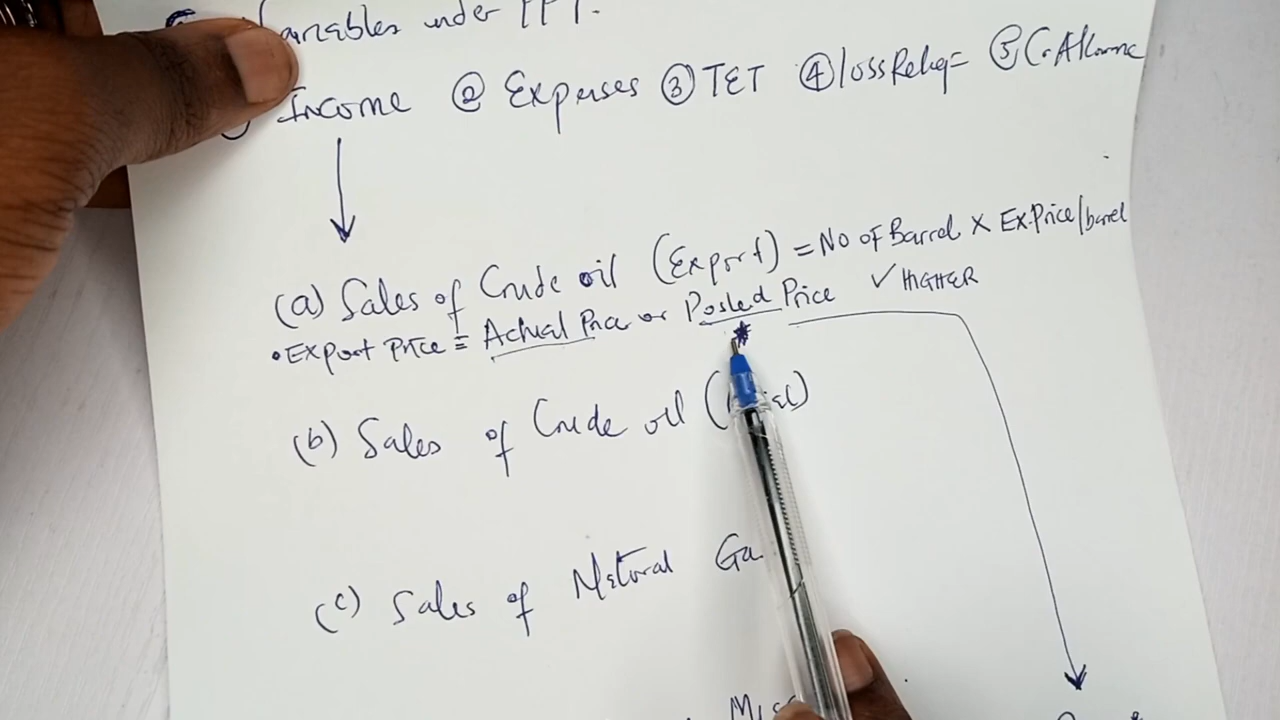 Variables under PPT.
Income ② Expenses ③ TET ④ loss Relief ⑤ C. Allowance
(a) Sales of Crude oil (Export) = No of Barrel X Ex. Price/barrel
• Export Price = Actual Price or Posted Price ✓ HIGHER
(b) Sales of Crude oil
(c) Sales of Natural Ga